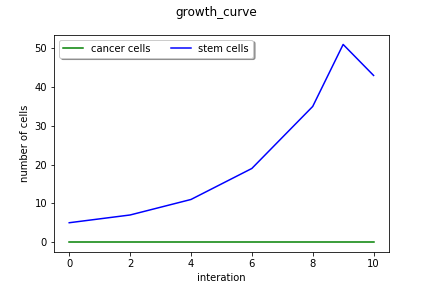 growth_curve
cancer cells stem cells
50
40
30
20
10
0
number of cells
0 2 4 6 8 10
interation